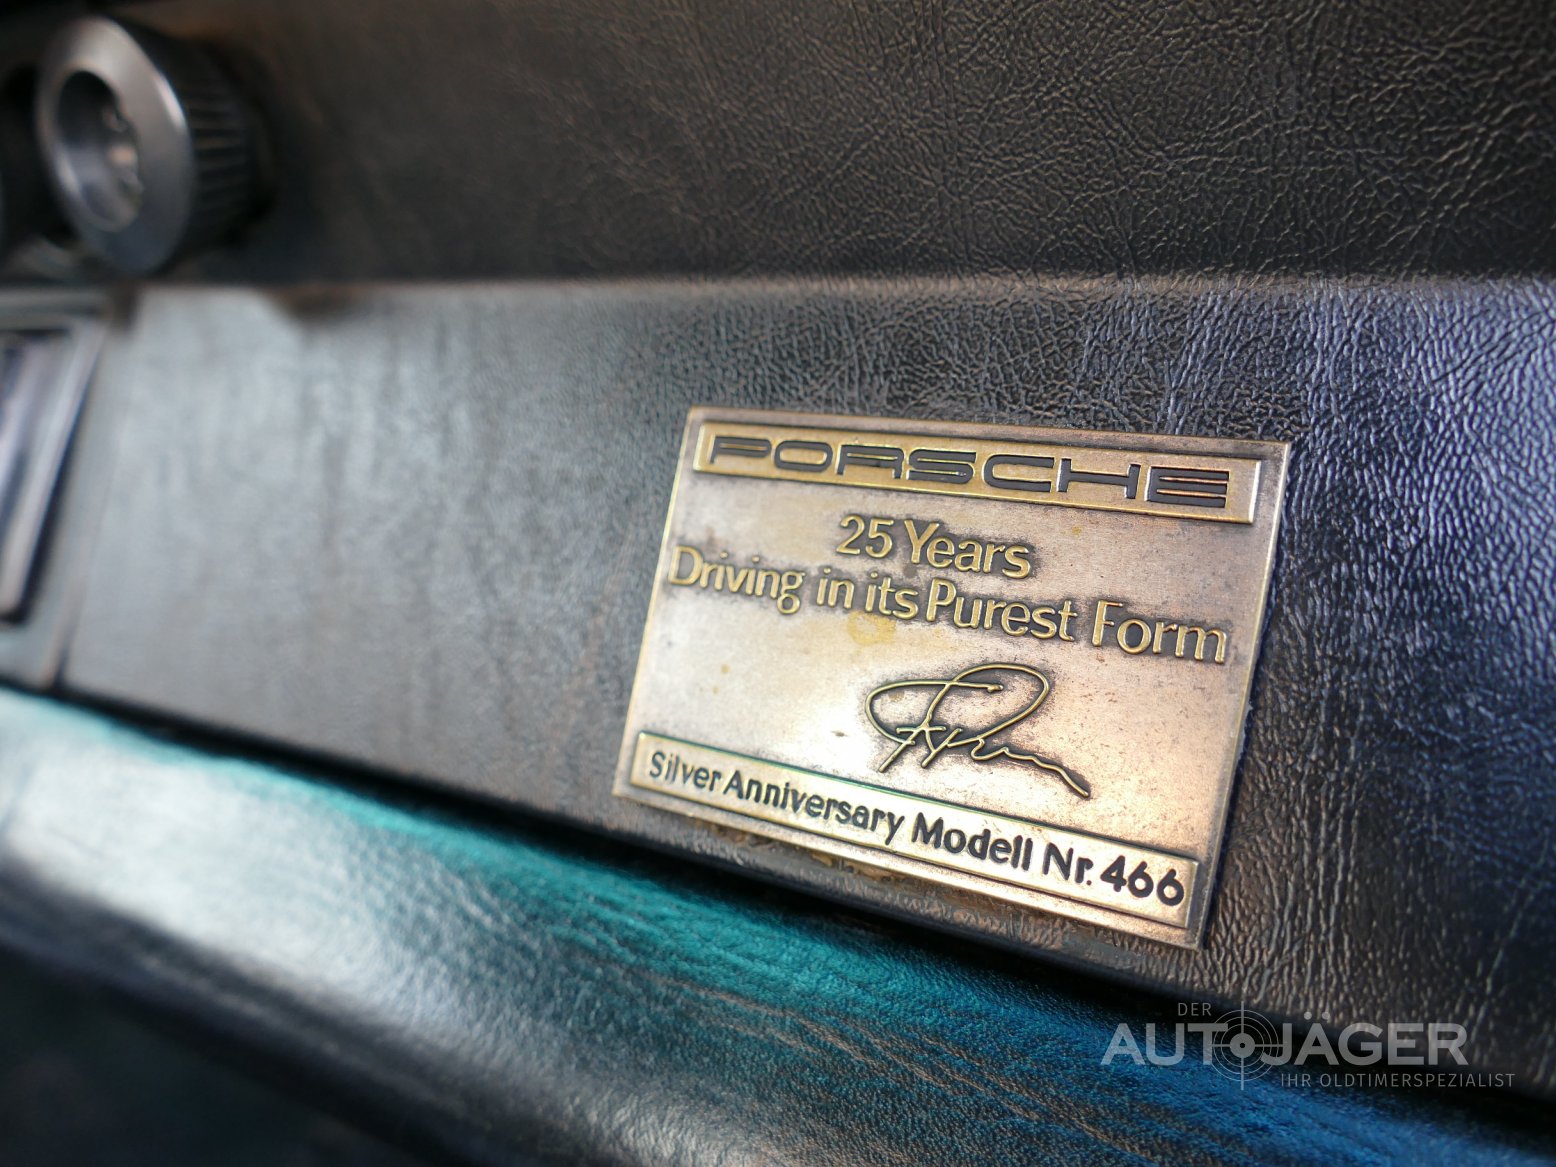 PORSCHE
25 Years
Driving in its Purest Form
Silver Anniversary Modell Nr. 466
DER
AUTOJÄGER
IHR OLDTIMERSPEZIALIST